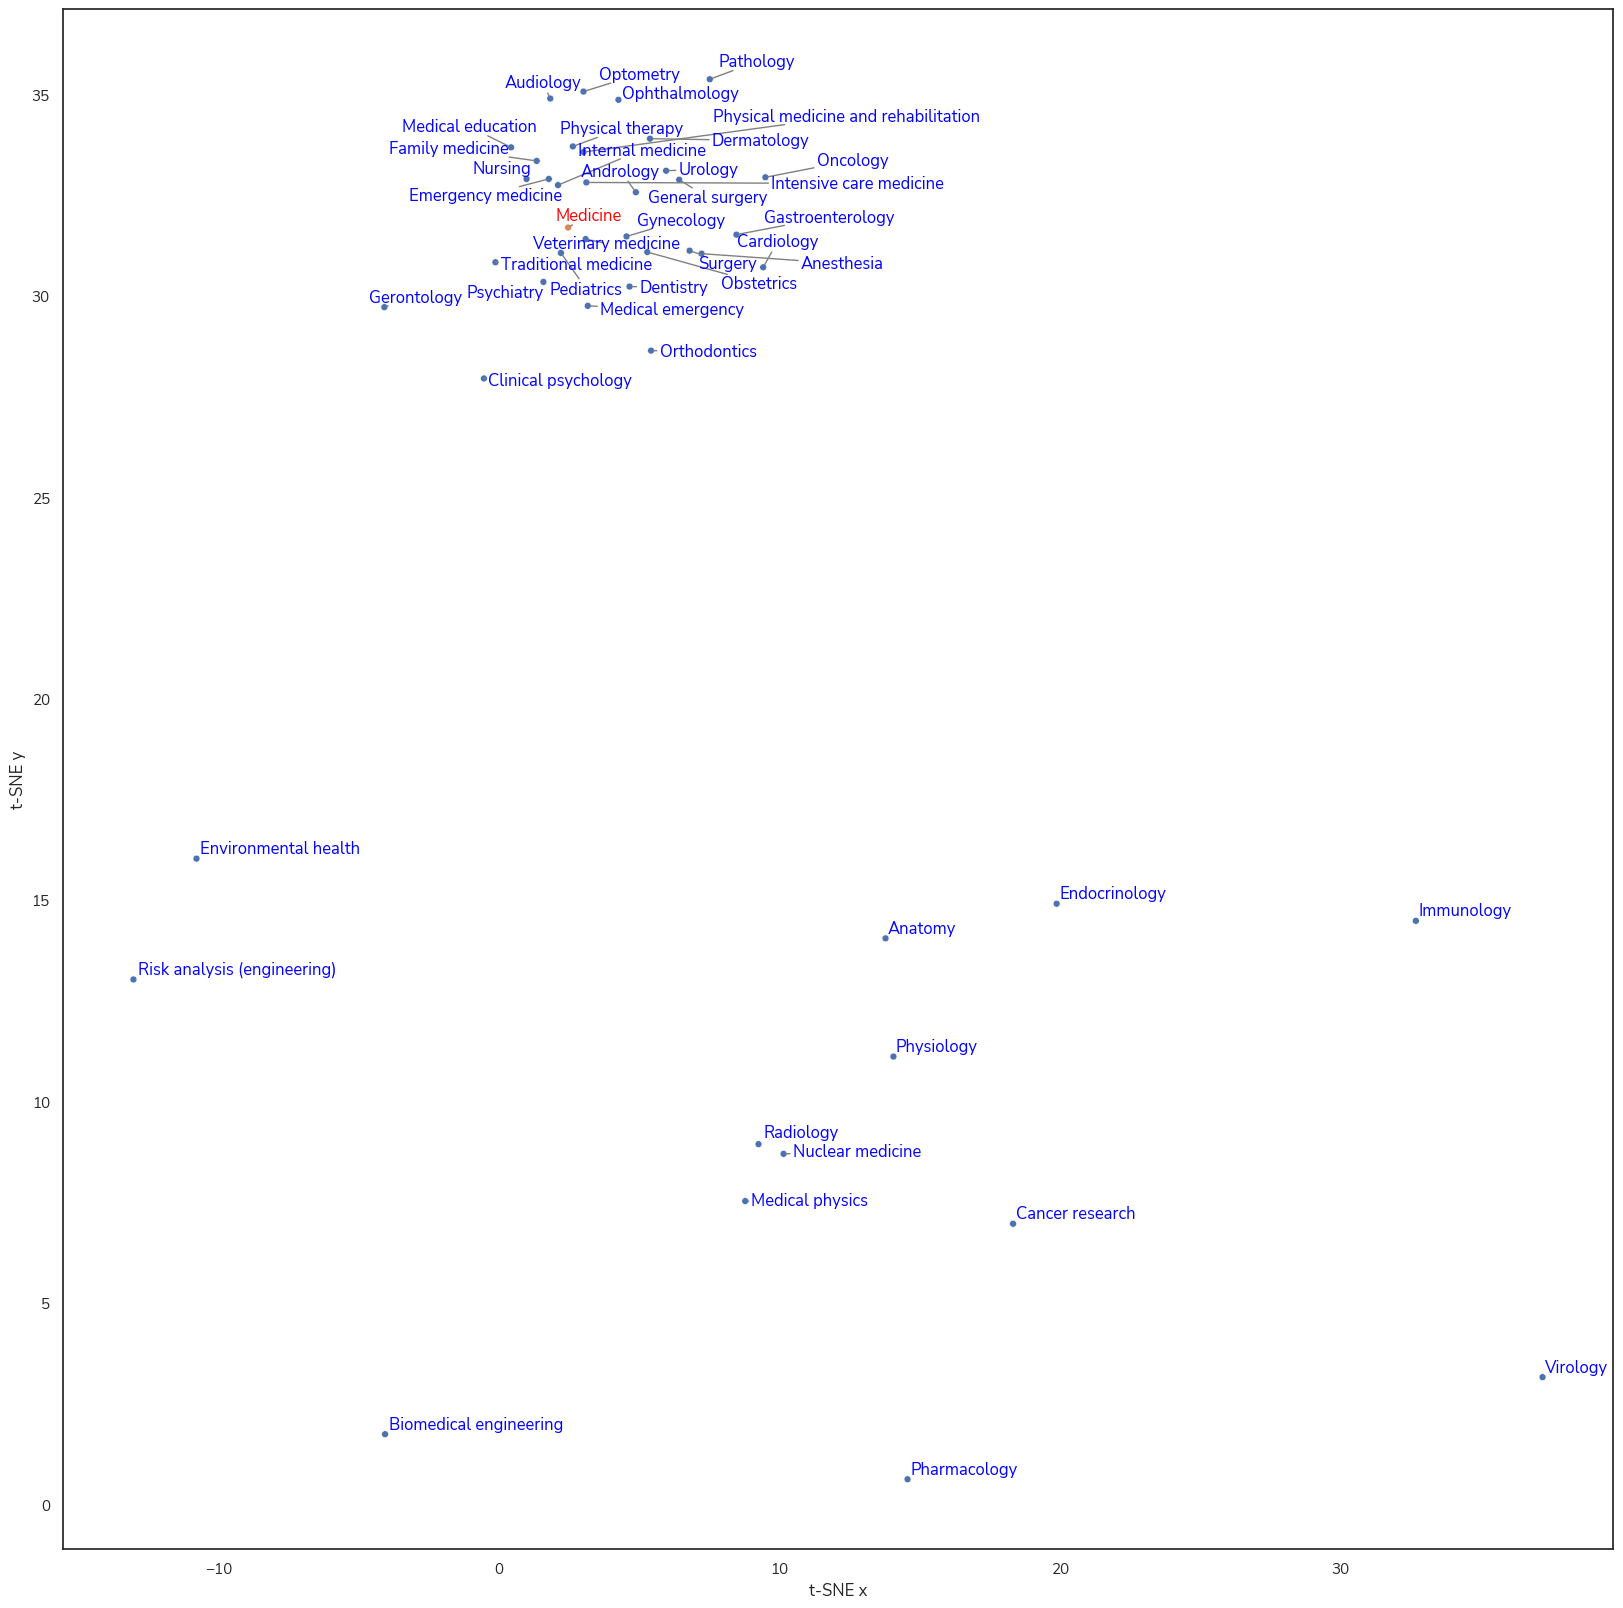 Pathology
Optometry
Audiology
Ophthalmology
Physical medicine and rehabilitation
Medical education
Physical therapy
Dermatology
Family medicine
Internal medicine
Oncology
Nursing
Andrology
Urology
Intensive care medicine
Emergency medicine
General surgery
Medicine
Gynecology
Gastroenterology
Veterinary medicine
Cardiology
Traditional medicine
Surgery
Anesthesia
Obstetrics
Gerontology
Psychiatry
Pediatrics
Dentistry
Medical emergency
Orthodontics
Clinical psychology
Environmental health
Endocrinology
Immunology
Anatomy
Risk analysis (engineering)
Physiology
Radiology
Nuclear medicine
Medical physics
Cancer research
Virology
Biomedical engineering
Pharmacology
35
30
25
20
15
10
5
0
t-SNE y
−10
0
10
20
30
t-SNE x